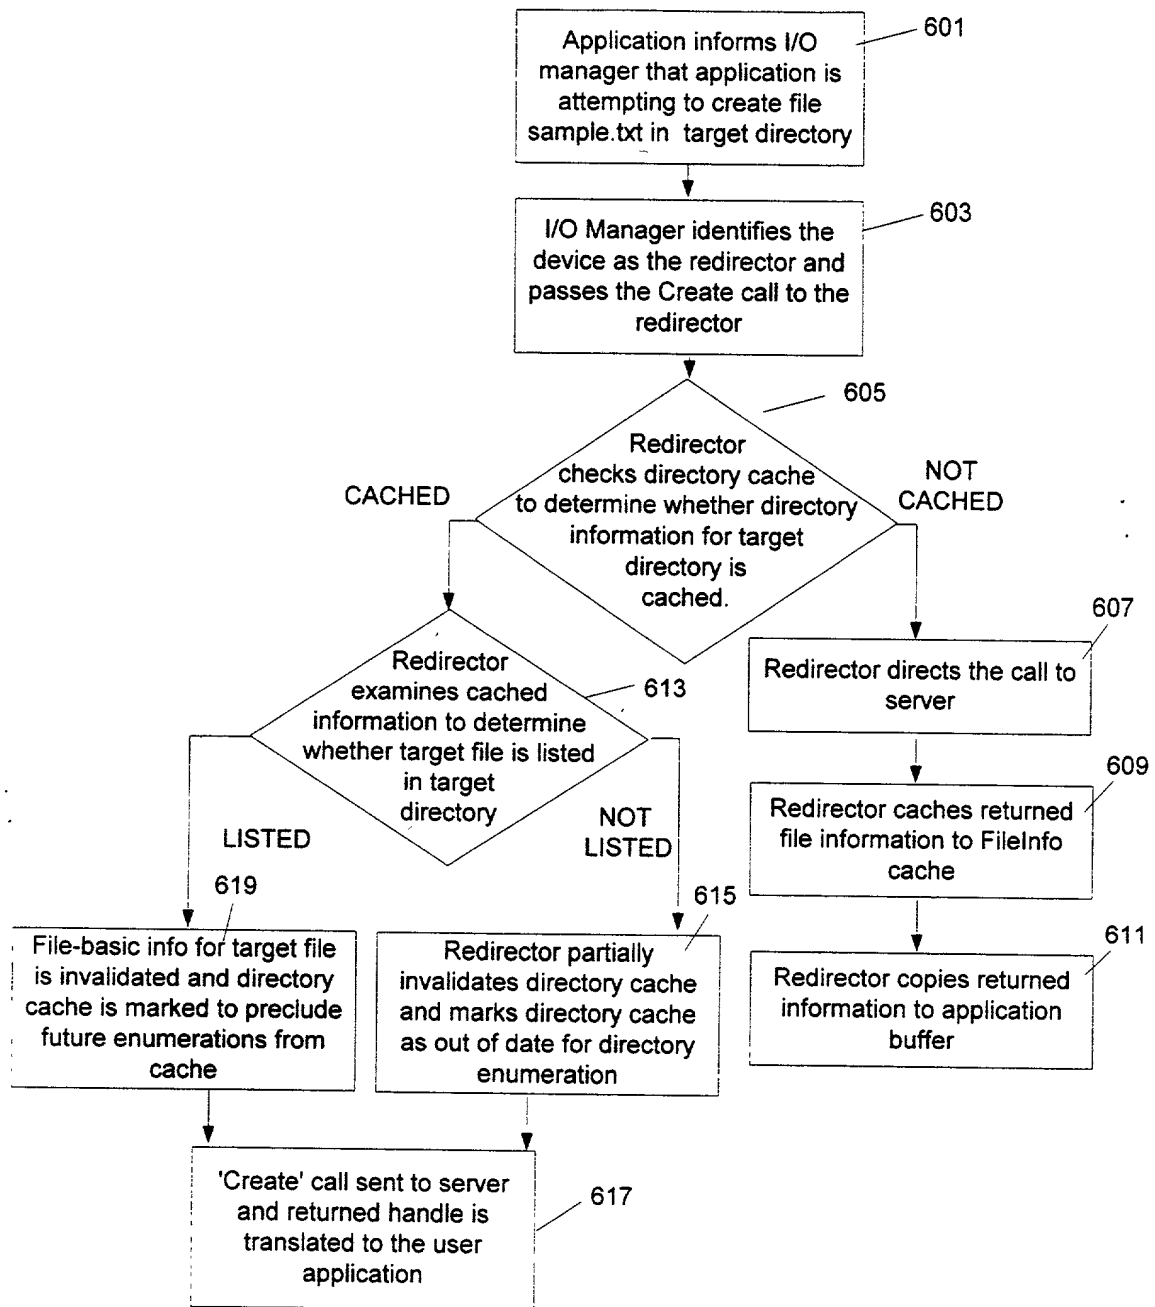 Application informs I/O
manager that application is
attempting to create file
sample.txt in target directory
601
I/O Manager identifies the
device as the redirector and
passes the Create call to the
redirector
603
605
Redirector
checks directory cache
to determine whether directory
information for target
directory is
cached.
CACHED
NOT
CACHED
607
Redirector directs the call to
server
Redirector
examines cached
information to determine
whether target file is listed
in target
directory
613
609
Redirector caches returned
file information to FileInfo
cache
LISTED
NOT
LISTED
619
File-basic info for target file
is invalidated and directory
cache is marked to preclude
future enumerations from
cache
615
Redirector partially
invalidates directory cache
and marks directory cache
as out of date for directory
enumeration
611
Redirector copies returned
information to application
buffer
'Create' call sent to server
and returned handle is
translated to the user
application
617